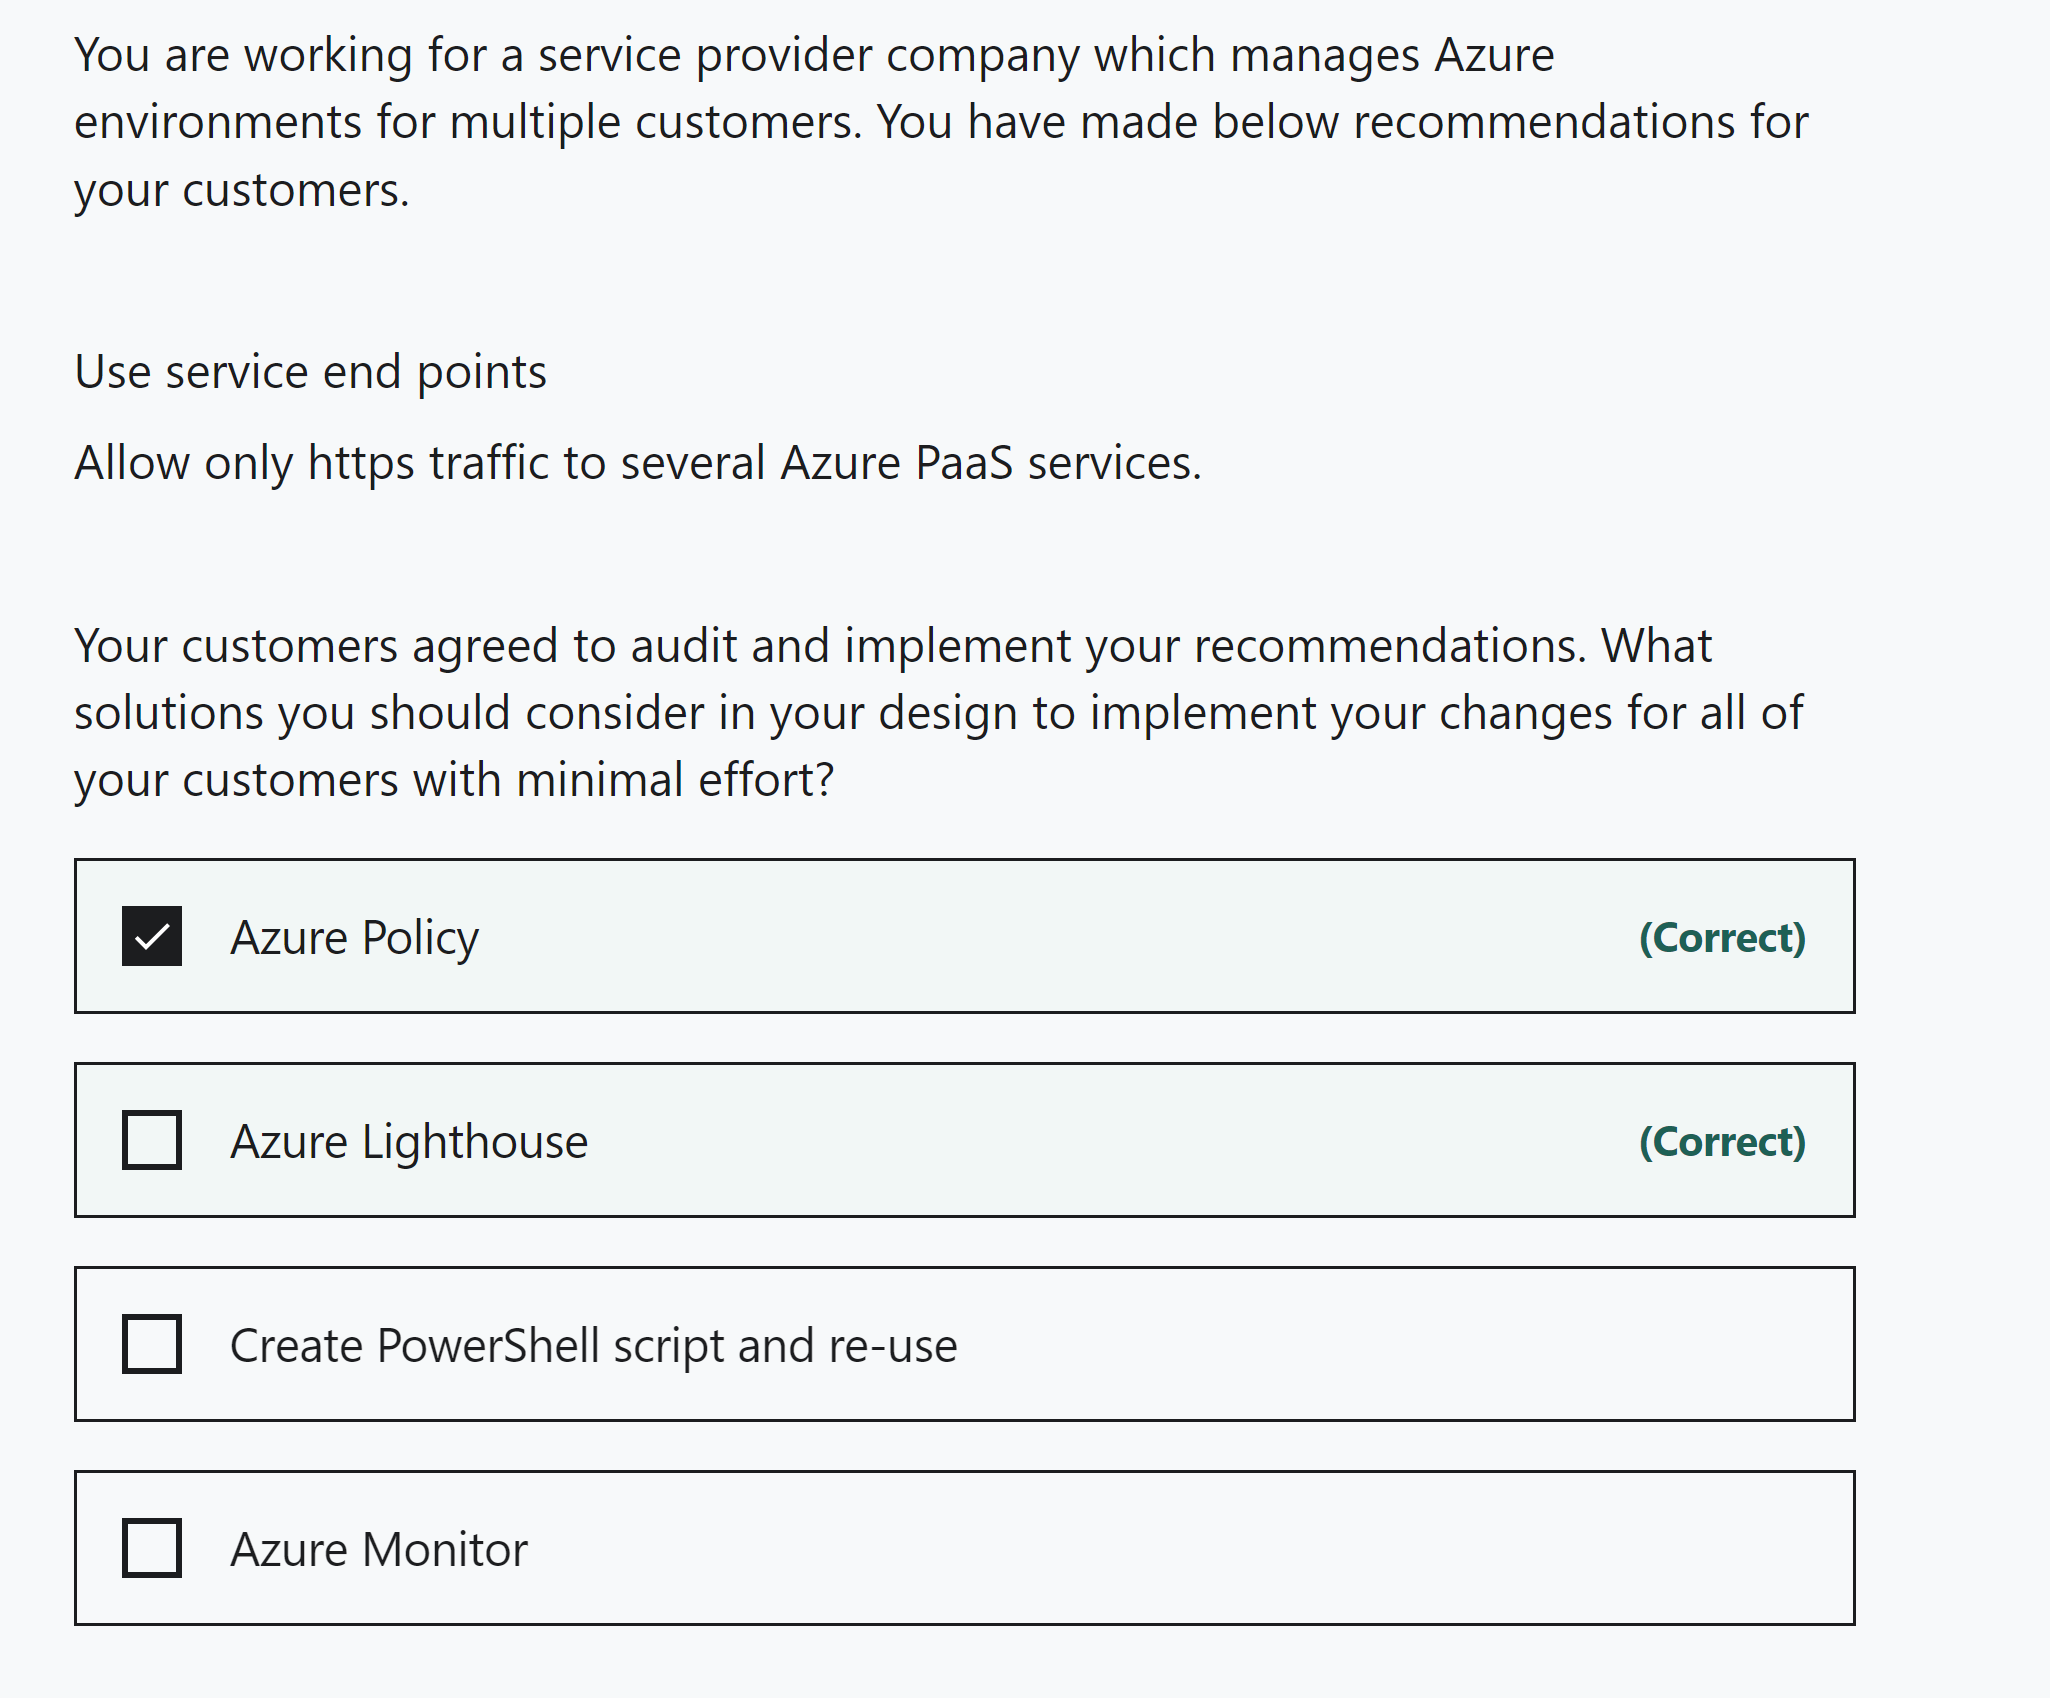 You are working for a service provider company which manages Azure
environments for multiple customers. You have made below recommendations for
your customers.
Use service end points
Allow only https traffic to several Azure PaaS services.
Your customers agreed to audit and implement your recommendations. What
solutions you should consider in your design to implement your changes for all of
your customers with minimal effort?
Azure Policy (Correct)
Azure Lighthouse (Correct)
Create PowerShell script and re-use
Azure Monitor